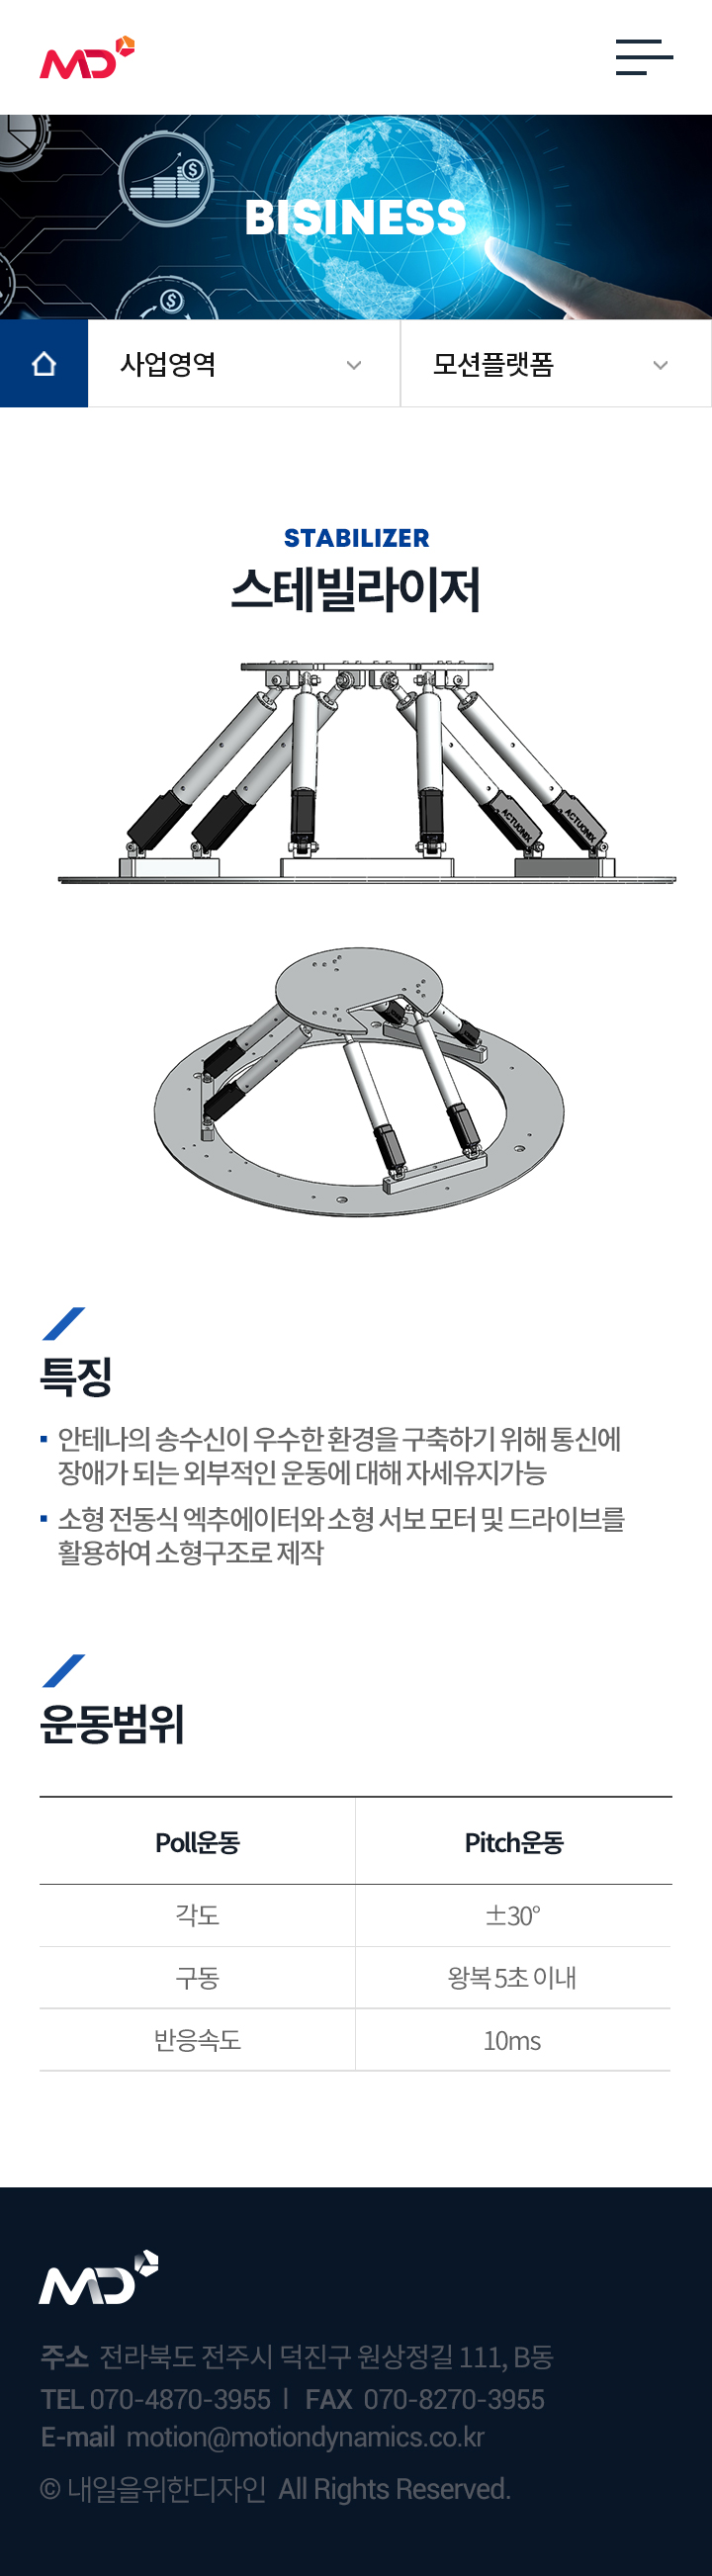 MD
BISINESS
사업영역
모션플랫폼
STABILIZER
스테빌라이저
ACTUONIX
ACTUONIX
특징
안테나의 송수신이 우수한 환경을 구축하기 위해 통신에
장애가 되는 외부적인 운동에 대해 자세유지가능
소형 전동식 엑추에이터와 소형 서보 모터 및 드라이브를
활용하여 소형구조로 제작
운동범위
Poll운동 Pitch운동
각도 ±30°
구동 왕복 5초 이내
반응속도 10ms
MD
주소 전라북도 전주시 덕진구 원상정길 111, B동
TEL 070-4870-3955 | FAX 070-8270-3955
E-mail motion@motiondynamics.co.kr
© 내일을위한디자인 All Rights Reserved.